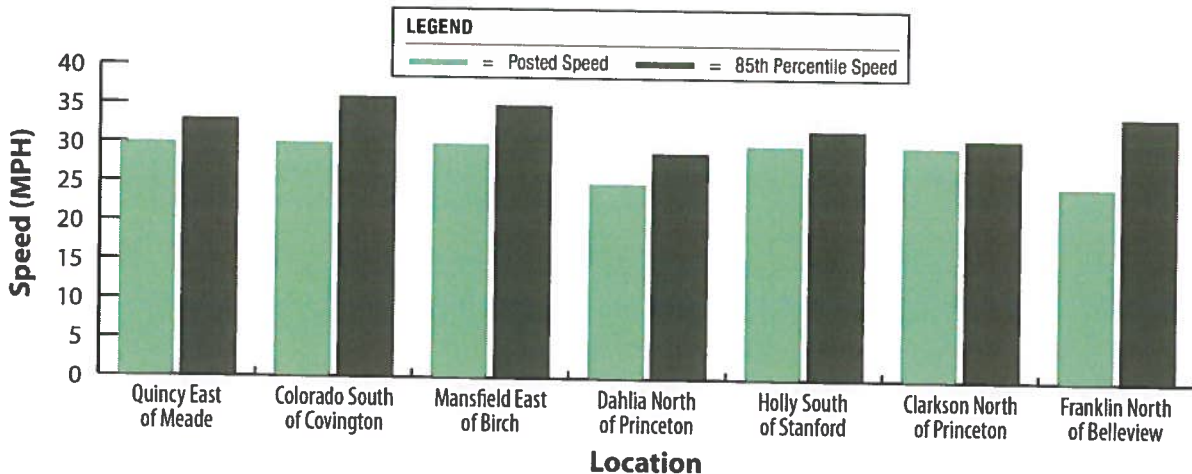 LEGEND
= Posted Speed = 85th Percentile Speed
40
35
30
25
20
15
10
5
0
Speed (MPH)
Quincy East
of Meade
Colorado South
of Covington
Mansfield East
of Birch
Dahlia North
of Princeton
Holly South
of Stanford
Clarkson North
of Princeton
Franklin North
of Belleview
Location